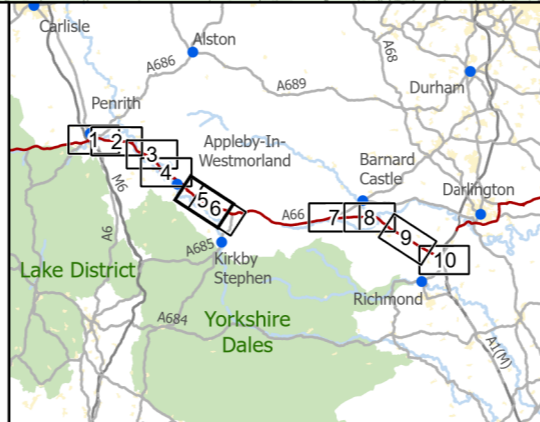 Carlisle
Alston
A686
A68
A689
Durham
Penrith
1
2
3
4
5
6
Appleby-In-
Westmorland
Barnard
Castle
Darlington
M6
A6
A66
7
8
9
10
A685
Kirkby
Stephen
Lake District
Richmond
A684
Yorkshire
Dales
A1(M)